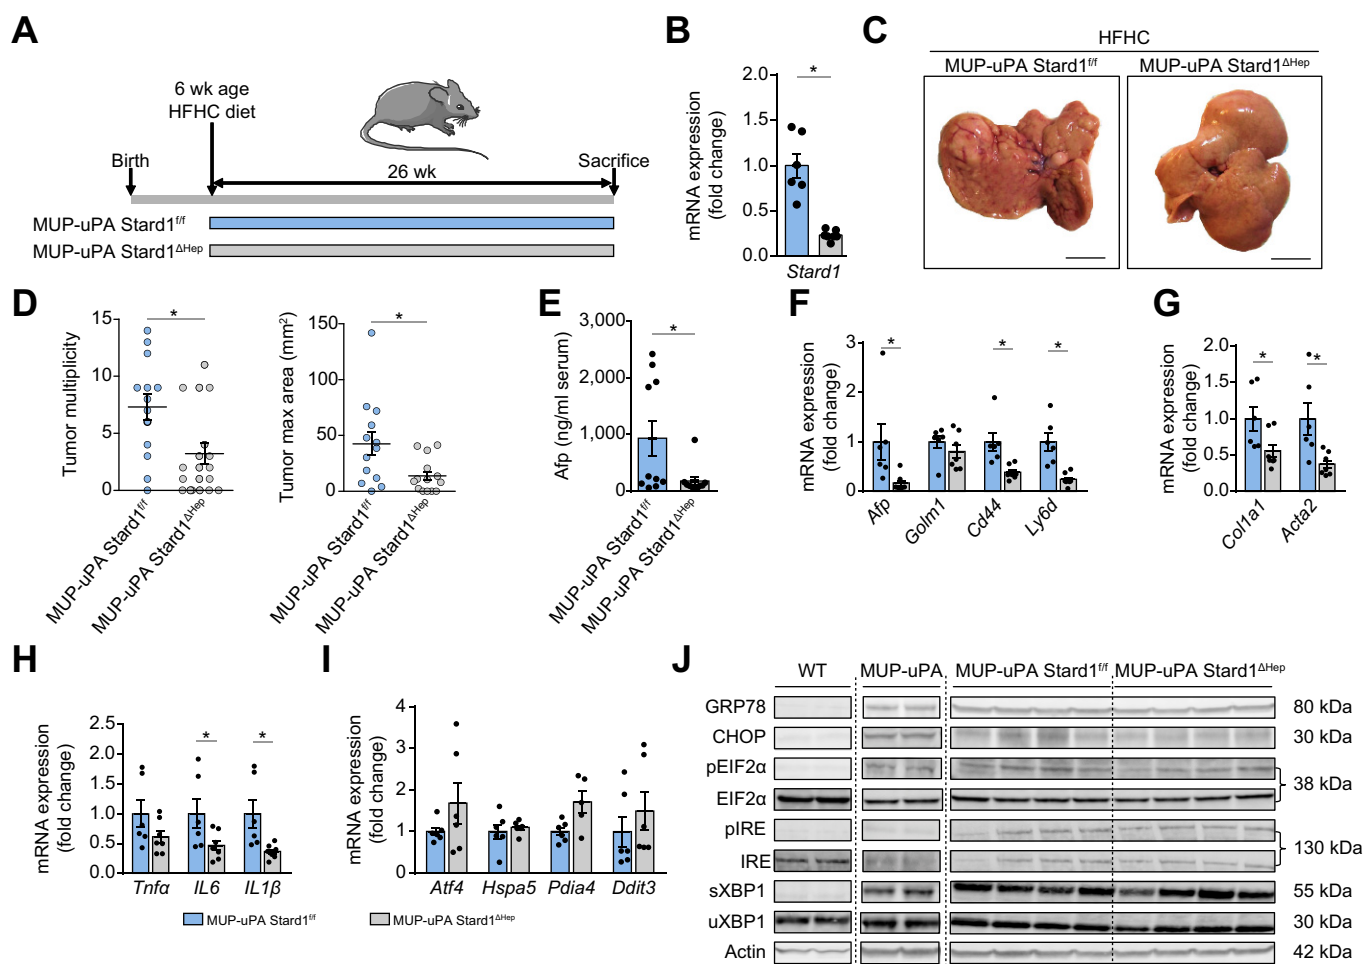 A
6 wk age
HFHC diet
Birth
26 wk
Sacrifice
MUP-uPA Stard1f/f
MUP-uPA Stard1ΔHep
B
mRNA expression
(fold change)
2.0
1.5
1.0
0.5
0.0
*
Stard1
C
HFHC
MUP-uPA Stard1f/f
MUP-uPA Stard1ΔHep
D
Tumor multiplicity
15
10
5
0
*
MUP-uPA Stard1f/f
MUP-uPA Stard1ΔHep
Tumor max area (mm²)
150
100
50
0
*
MUP-uPA Stard1f/f
MUP-uPA Stard1ΔHep
E
Afp (ng/ml serum)
3,000
2,000
1,000
0
*
MUP-uPA Stard1f/f
MUP-uPA Stard1ΔHep
F
mRNA expression
(fold change)
3
2
1
0
* * *
Afp Golm1 Cd44 Ly6d
G
mRNA expression
(fold change)
2.0
1.5
1.0
0.5
0.0
* *
Col1a1 Acta2
H
mRNA expression
(fold change)
2.5
2.0
1.5
1.0
0.5
0.0
* *
Tnfα IL6 IL1β
I
mRNA expression
(fold change)
4
3
2
1
0
Atf4 Hspa5 Pdia4 Ddit3
MUP-uPA Stard1f/f MUP-uPA Stard1ΔHep
J
WT MUP-uPA MUP-uPA Stard1f/f MUP-uPA Stard1ΔHep
GRP78 80 kDa
CHOP 30 kDa
pEIF2α
38 kDa
EIF2α
pIRE
130 kDa
IRE
sXBP1 55 kDa
uXBP1 30 kDa
Actin 42 kDa